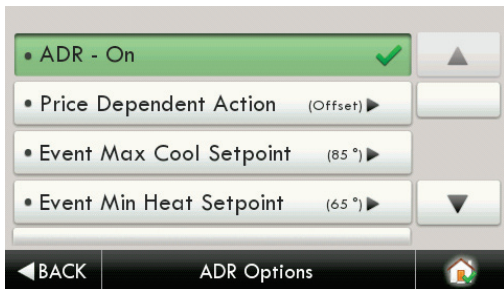 • ADR - On
• Price Dependent Action (Offset)
• Event Max Cool Setpoint (85 °)
• Event Min Heat Setpoint (65 °)
BACK ADR Options